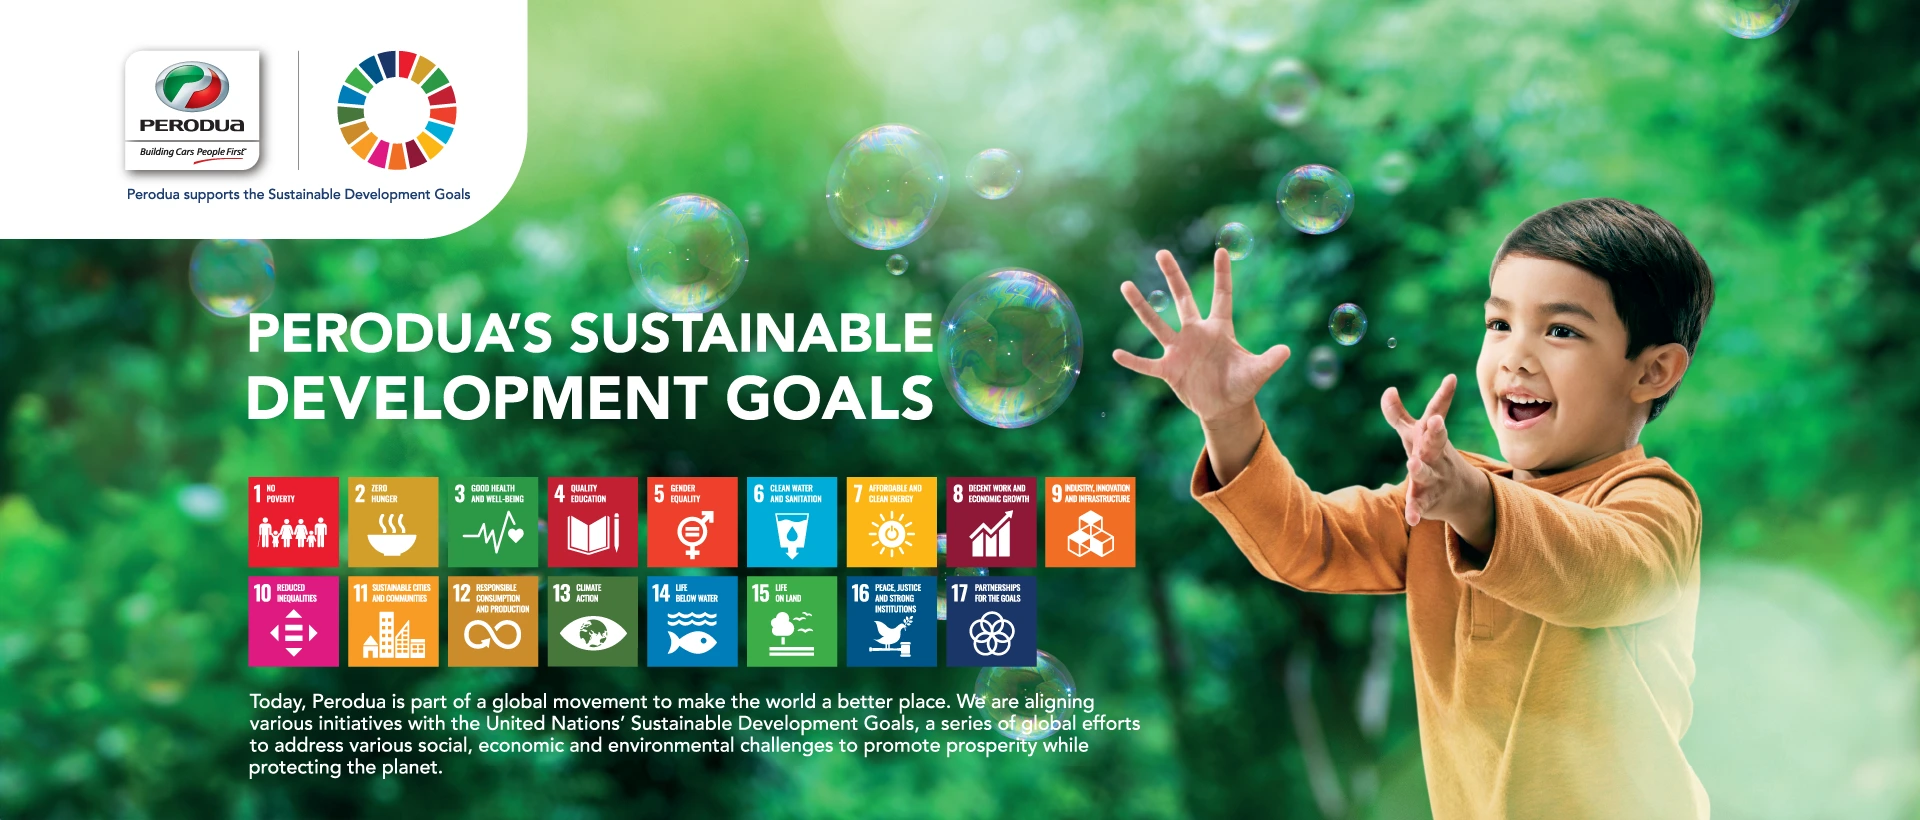 PERODUA
Building Cars People First
Perodua supports the Sustainable Development Goals
PERODUA'S SUSTAINABLE
DEVELOPMENT GOALS
1 NO
POVERTY
2 ZERO
HUNGER
3 GOOD HEALTH
AND WELL-BEING
4 QUALITY
EDUCATION
5 GENDER
EQUALITY
6 CLEAN WATER
AND SANITATION
7 AFFORDABLE AND
CLEAN ENERGY
8 DECENT WORK AND
ECONOMIC GROWTH
9 INDUSTRY, INNOVATION
AND INFRASTRUCTURE
10 REDUCED
INEQUALITIES
11 SUSTAINABLE CITIES
AND COMMUNITIES
12 RESPONSIBLE
CONSUMPTION
AND PRODUCTION
13 CLIMATE
ACTION
14 LIFE
BELOW WATER
15 LIFE
ON LAND
16 PEACE, JUSTICE
AND STRONG
INSTITUTIONS
17 PARTNERSHIPS
FOR THE GOALS
Today, Perodua is part of a global movement to make the world a better place. We are aligning
various initiatives with the United Nations' Sustainable Development Goals, a series of global efforts
to address various social, economic and environmental challenges to promote prosperity while
protecting the planet.